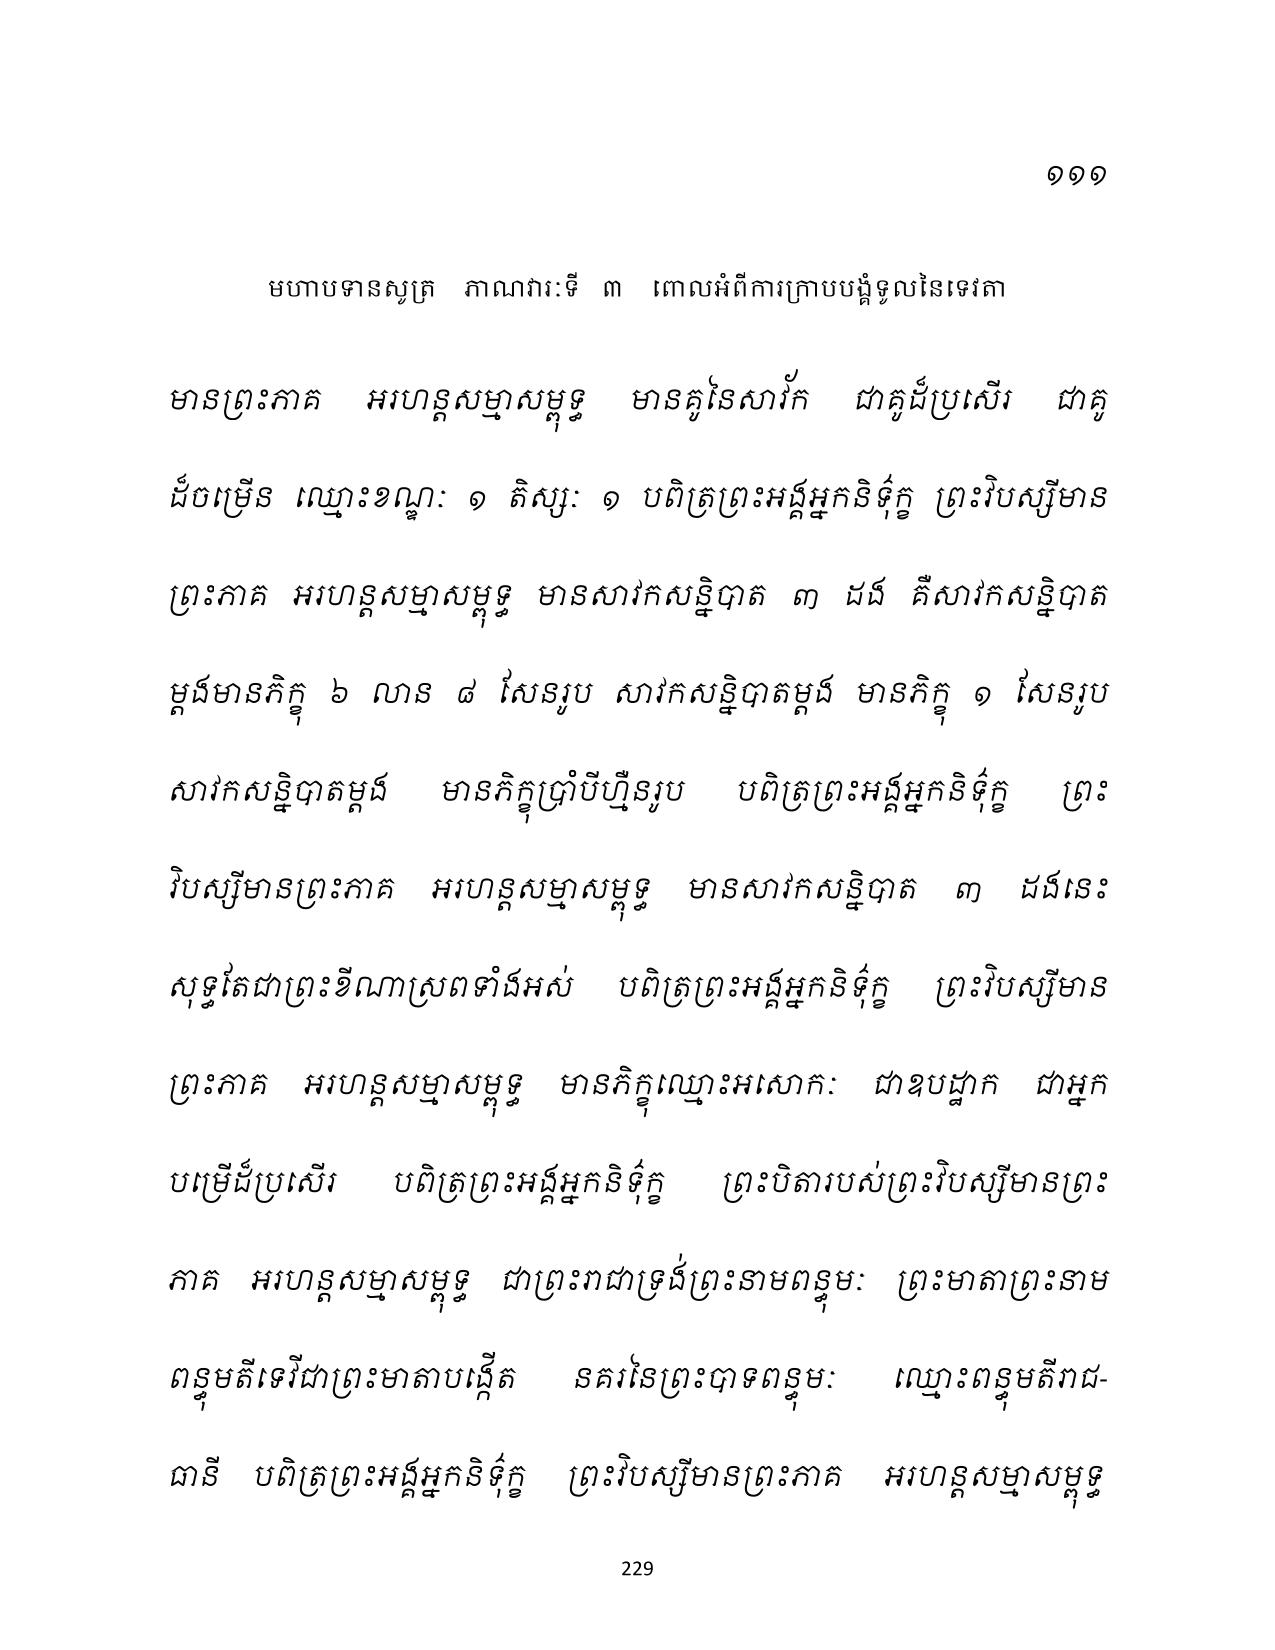 ១១១
មហាបទានសូត្រ ភាណវារៈទី ៣ ពោលអំពីការក្រាបបង្គំទូលនៃទេវតា
មានព្រះភាគ អរហន្តសម្មាសម្ពុទ្ធ មានគូនៃសាវ័ក ជាគូដ៏ប្រសើរ ជាគូ
ដ៏ចម្រើន ឈ្មោះខណ្ឌៈ ១ តិស្សៈ ១ បពិត្រព្រះអង្គអ្នកនិទ៌ុក្ខ ព្រះវិបស្សីមាន
ព្រះភាគ អរហន្តសម្មាសម្ពុទ្ធ មានសាវកសន្និបាត ៣ ដង គឺសាវកសន្និបាត
ម្តងមានភិក្ខុ ៦ លាន ៨ សែនរូប សាវកសន្និបាតម្តង មានភិក្ខុ ១ សែនរូប
សាវកសន្និបាតម្តង មានភិក្ខុប្រាំបីហ្មឺនរូប បពិត្រព្រះអង្គអ្នកនិទ៌ុក្ខ ព្រះ
វិបស្សីមានព្រះភាគ អរហន្តសម្មាសម្ពុទ្ធ មានសាវកសន្និបាត ៣ ដងនេះ
សុទ្ធតែជាព្រះខីណាស្រពទាំងអស់ បពិត្រព្រះអង្គអ្នកនិទ៌ុក្ខ ព្រះវិបស្សីមាន
ព្រះភាគ អរហន្តសម្មាសម្ពុទ្ធ មានភិក្ខុឈ្មោះអសោកៈ ជាឧបដ្ឋាក ជាអ្នក
បម្រើដ៏ប្រសើរ បពិត្រព្រះអង្គអ្នកនិទ៌ុក្ខ ព្រះបិតារបស់ព្រះវិបស្សីមានព្រះ
ភាគ អរហន្តសម្មាសម្ពុទ្ធ ជាព្រះរាជាទ្រង់ព្រះនាមពន្ធុមៈ ព្រះមាតាព្រះនាម
ពន្ធុមតីទេវីជាព្រះមាតាបង្កើត នគរនៃព្រះបាទពន្ធុមៈ ឈ្មោះពន្ធុមតីរាជ-
ធានី បពិត្រព្រះអង្គអ្នកនិទ៌ុក្ខ ព្រះវិបស្សីមានព្រះភាគ អរហន្តសម្មាសម្ពុទ្ធ
229